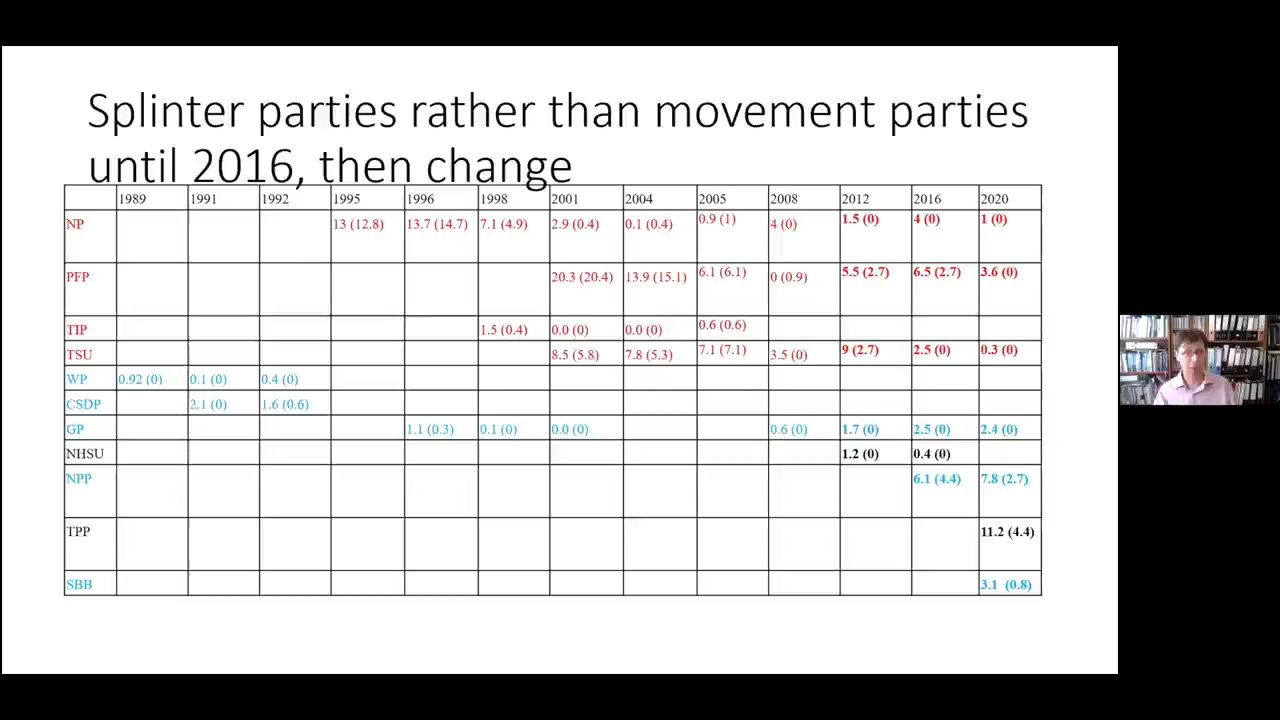 Splinter parties rather than movement parties
until 2016, then change
1989 1991 1992 1995 1996 1998 2001 2004 2005 2008 2012 2016 2020
NP 13 (12.8) 13.7 (14.7) 7.1 (4.9) 2.9 (0.4) 0.1 (0.4) 0.9 (1) 4 (0) 1.5 (0) 4 (0) 1 (0)
PFP 20.3 (20.4) 13.9 (15.1) 6.1 (6.1) 0 (0.9) 5.5 (2.7) 6.5 (2.7) 3.6 (0)
TIP 1.5 (0.4) 0.0 (0) 0.0 (0) 0.6 (0.6)
TSU 8.5 (5.8) 7.8 (5.3) 7.1 (7.1) 3.5 (0) 9 (2.7) 2.5 (0) 0.3 (0)
WP 0.92 (0) 0.1 (0) 0.4 (0)
CSDP 2.1 (0) 1.6 (0.6)
GP 1.1 (0.3) 0.1 (0) 0.0 (0) 0.6 (0) 1.7 (0) 2.5 (0) 2.4 (0)
NHSU 1.2 (0) 0.4 (0)
NPP 6.1 (4.4) 7.8 (2.7)
TPP 11.2 (4.4)
SBB 3.1 (0.8)